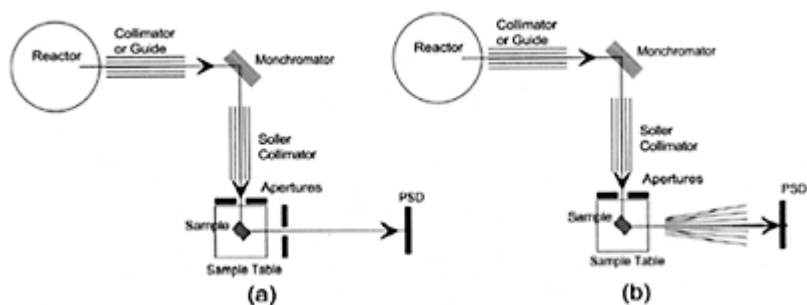 Collimator
or Guide
Reactor
Monchromator
Soller
Collimator
Apertures
PSD
Sample
Sample Table
(a)
Collimator
or Guide
Reactor
Monchromator
Soller
Collimator
Apertures
PSD
Sample
Sample Table
(b)